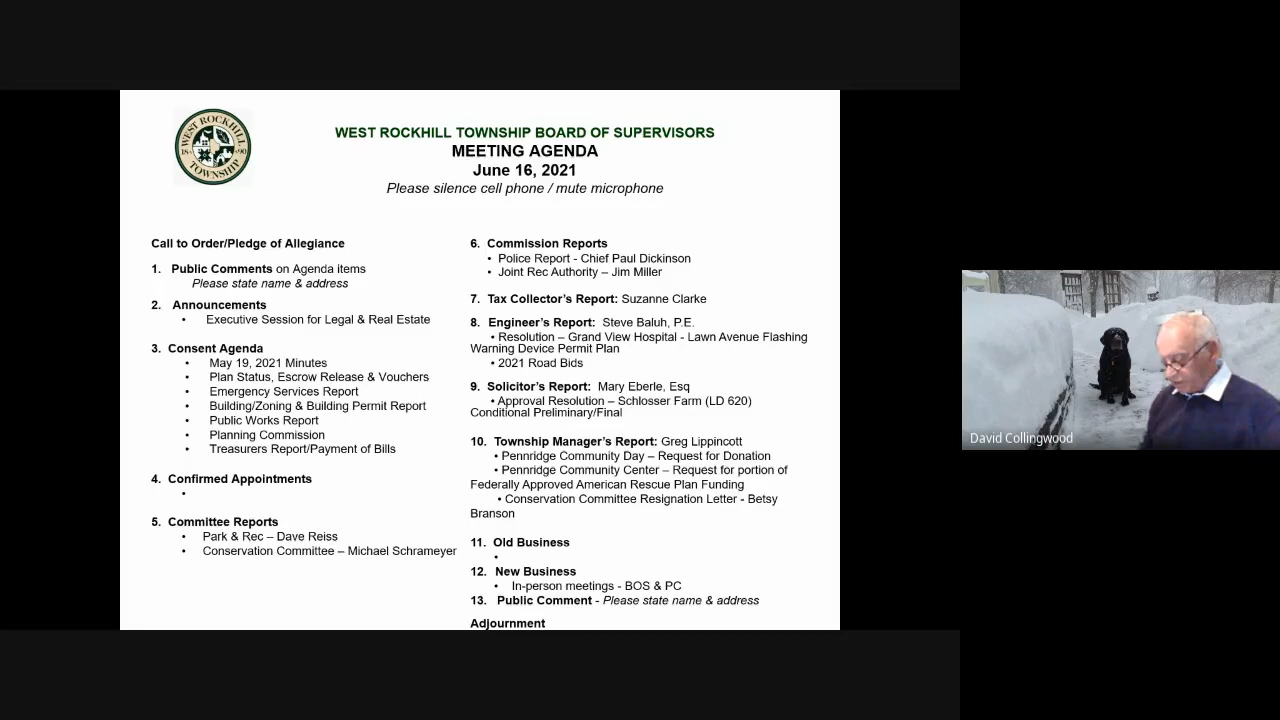 WEST ROCKHILL
18 90
TOWNSHIP
WEST ROCKHILL TOWNSHIP BOARD OF SUPERVISORS
MEETING AGENDA
June 16, 2021
Please silence cell phone / mute microphone
Call to Order/Pledge of Allegiance
1. Public Comments on Agenda items
Please state name & address
2. Announcements
• Executive Session for Legal & Real Estate
3. Consent Agenda
• May 19, 2021 Minutes
• Plan Status, Escrow Release & Vouchers
• Emergency Services Report
• Building/Zoning & Building Permit Report
• Public Works Report
• Planning Commission
• Treasurers Report/Payment of Bills
4. Confirmed Appointments
•
5. Committee Reports
• Park & Rec – Dave Reiss
• Conservation Committee – Michael Schrameyer
6. Commission Reports
• Police Report - Chief Paul Dickinson
• Joint Rec Authority – Jim Miller
7. Tax Collector's Report: Suzanne Clarke
8. Engineer's Report: Steve Baluh, P.E.
• Resolution – Grand View Hospital - Lawn Avenue Flashing
Warning Device Permit Plan
• 2021 Road Bids
9. Solicitor's Report: Mary Eberle, Esq
• Approval Resolution – Schlosser Farm (LD 620)
Conditional Preliminary/Final
10. Township Manager's Report: Greg Lippincott
• Pennridge Community Day – Request for Donation
• Pennridge Community Center – Request for portion of
Federally Approved American Rescue Plan Funding
• Conservation Committee Resignation Letter - Betsy
Branson
11. Old Business
•
12. New Business
• In-person meetings - BOS & PC
13. Public Comment - Please state name & address
Adjournment
David Collingwood